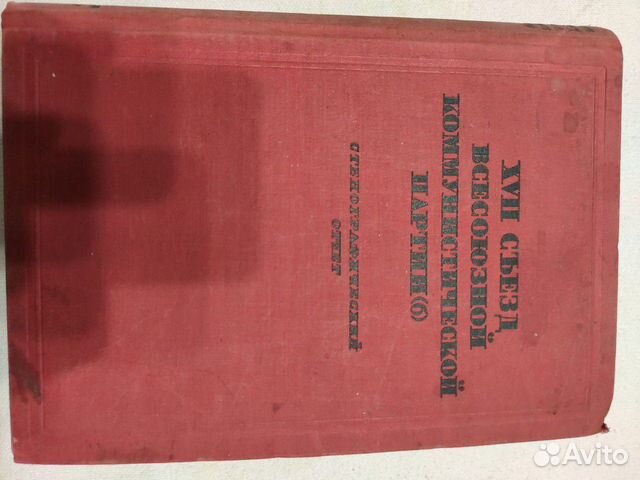 XVII СЪЕЗД
ВСЕСОЮЗНОЙ
КОММУНИСТИЧЕСКОЙ
ПАРТИИ(б)
СТЕНОГРАФИЧЕСКИЙ
ОТЧЕТ
Avito